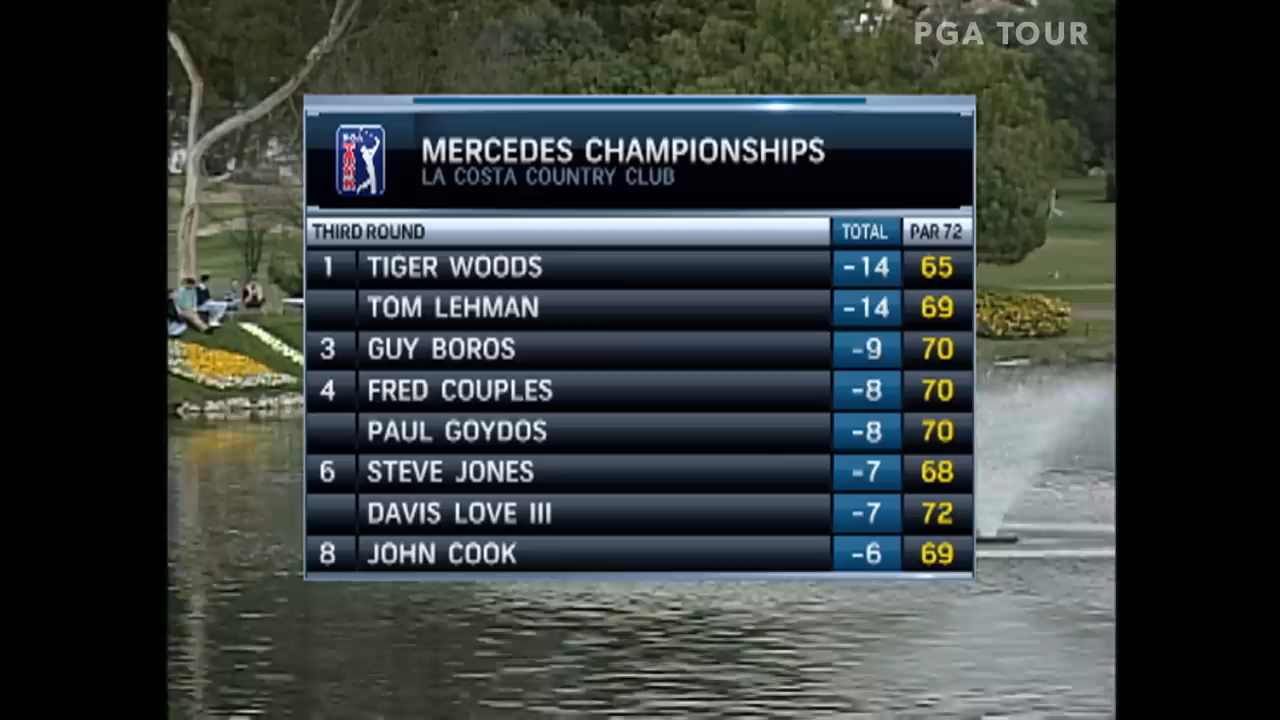 PGA TOUR
PGA TOUR
MERCEDES CHAMPIONSHIPS
LA COSTA COUNTRY CLUB
THIRD ROUND TOTAL PAR 72
1 TIGER WOODS -14 65
TOM LEHMAN -14 69
3 GUY BOROS -9 70
4 FRED COUPLES -8 70
PAUL GOYDOS -8 70
6 STEVE JONES -7 68
DAVIS LOVE III -7 72
8 JOHN COOK -6 69